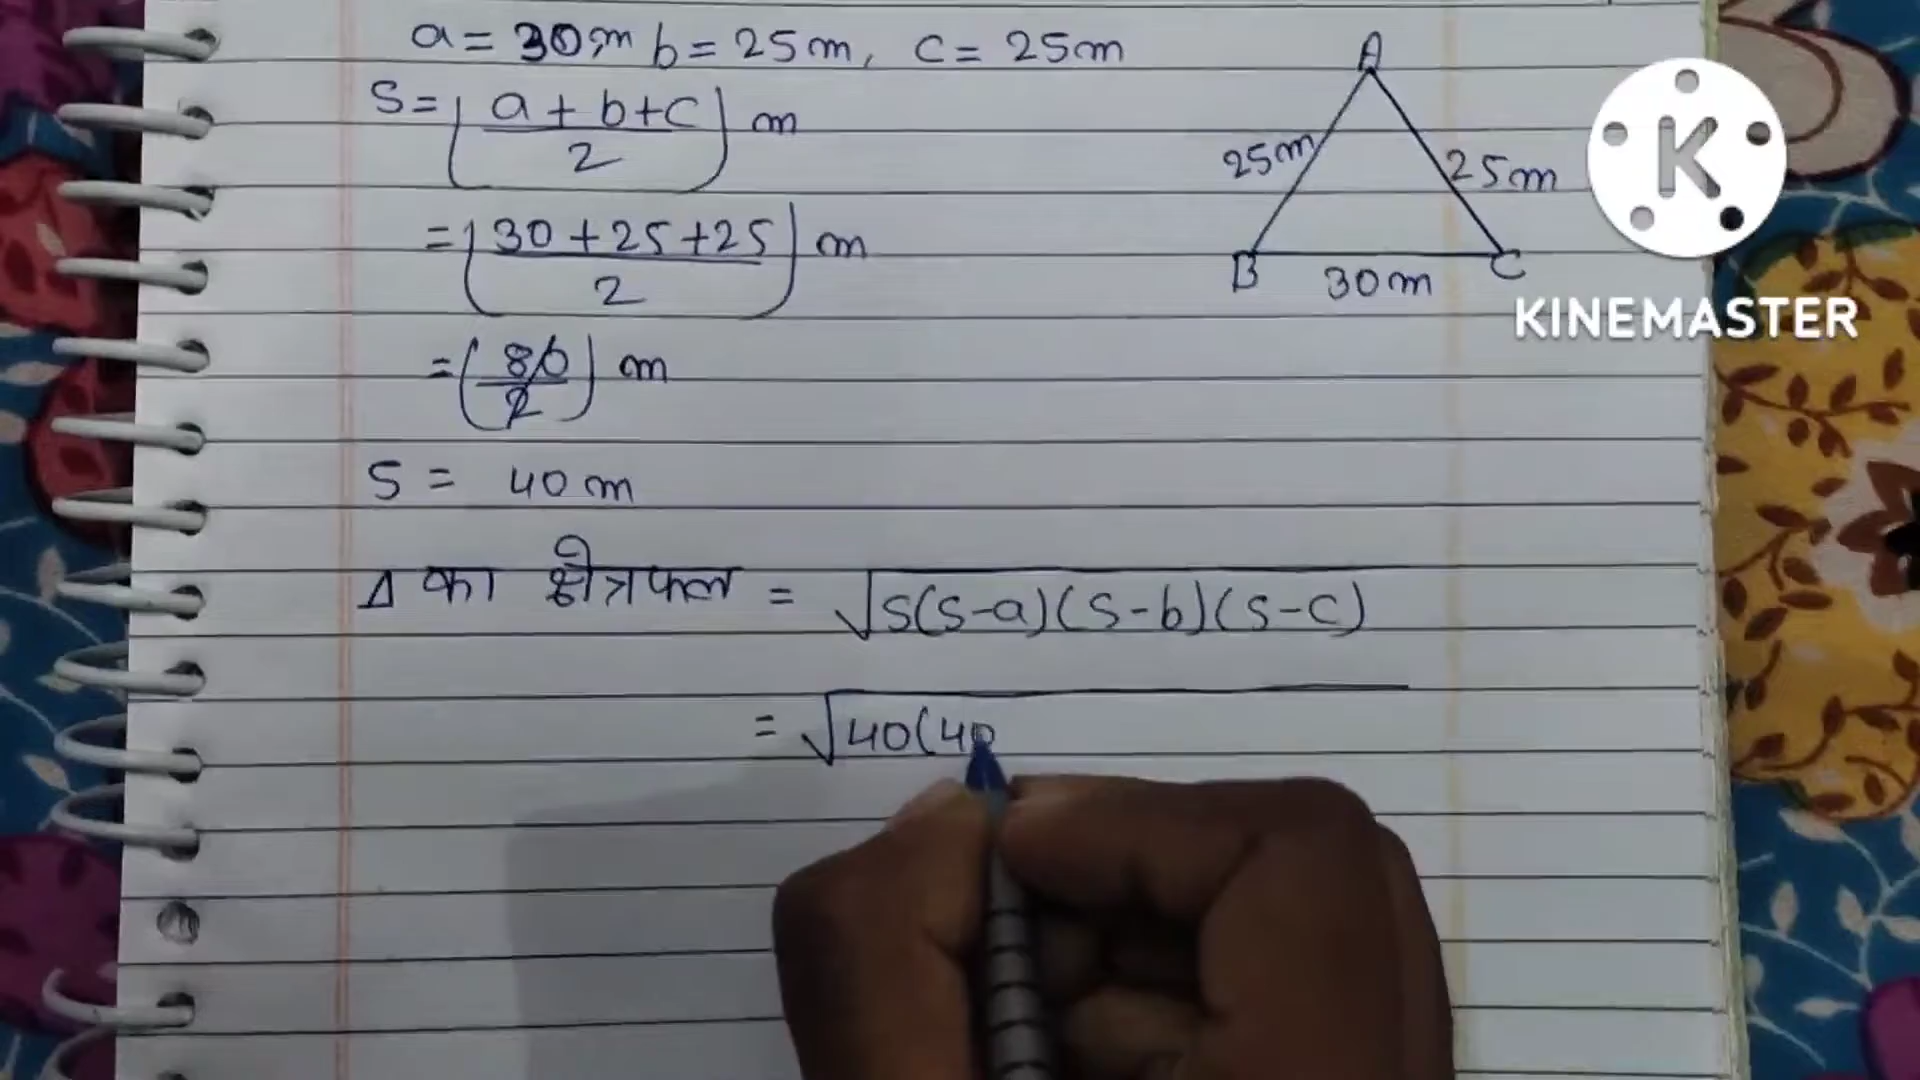 a = 30m b = 25m, c = 25m
S = (a + b + c / 2) m
= (30 + 25 + 25 / 2) m
= (80 / 2) m
S = 40 m
Δ का क्षेत्रफल = √S(S-a)(S-b)(S-c)
= √40(40
A
25m
25m
B
30m
C
K
KINEMASTER